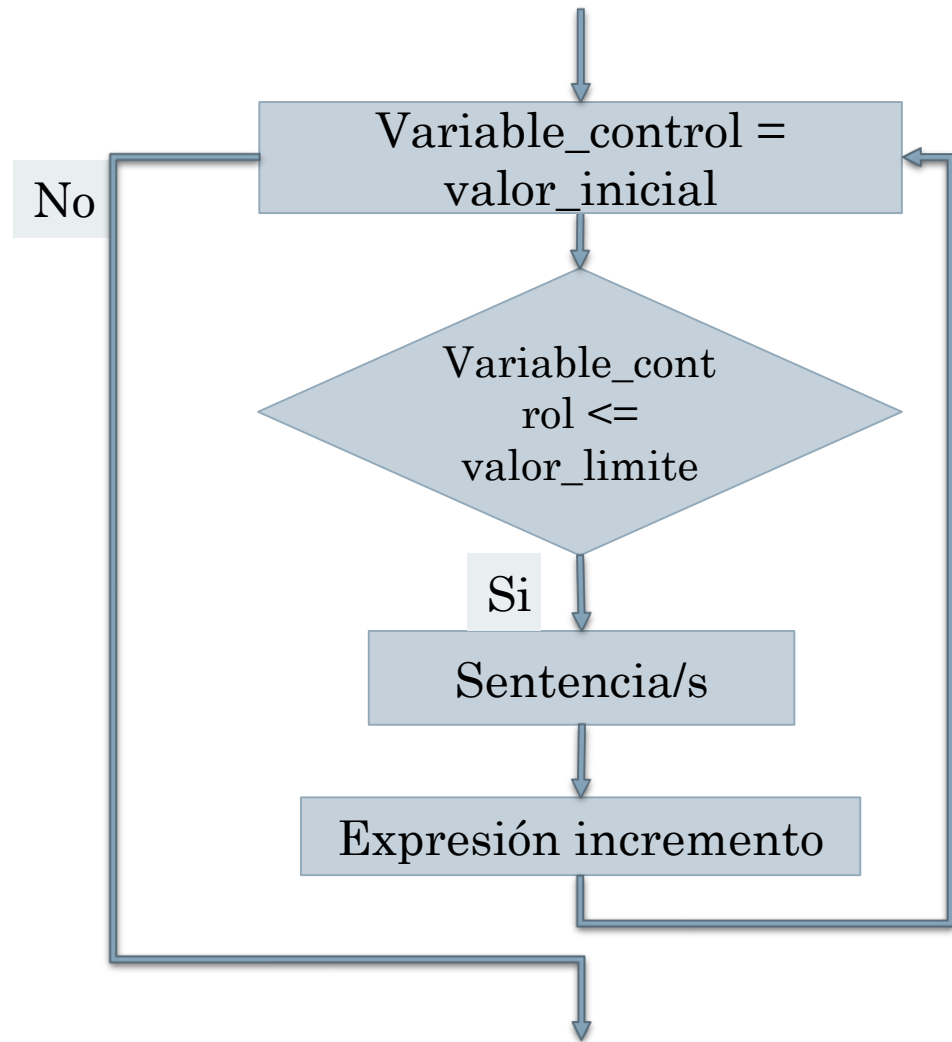 Variable_control =
valor_inicial
No
Variable_cont
rol <=
valor_limite
Si
Sentencia/s
Expresión incremento